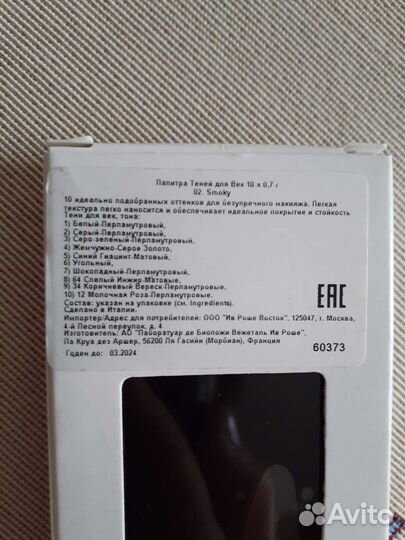 Палитра Теней для Век 10 x 0,7 г
02. Smoky
10 идеально подобранных оттенков для безупречного макияжа. Легкая
текстура легко наносится и обеспечивает идеальное покрытие и стойкость
Тени для век, тона:
1) Белый-Перламутровый,
2) Серый-Перламутровый,
3) Серо-зеленый-Перламутровый,
4) Жемчужно-Серое Золото,
5) Синий Гиацинт-Матовый,
6) Угольный,
7) Шоколадный-Перламутровый,
8) 64 Спелый Инжир-Матовые,
9) 34 Коричневый Вереск-Перламутровые,
10) 12 Молочная Роза-Перламутровые,
Состав: указан на упаковке (см. Ingredients).
Сделано в Италии.
Импортер/Адрес для потребителей: ООО "Ив Роше Восток", 125047, г. Москва,
4-й Лесной переулок, д. 4
Изготовитель: АО "Лаборатуар де Биоложи Вежеталь Ив Роше",
Ла Круа дез Аршер, 56200 Ля Гасийи (Морбиан), Франция
Годен до: 03.2024
EAC
60373
Avito